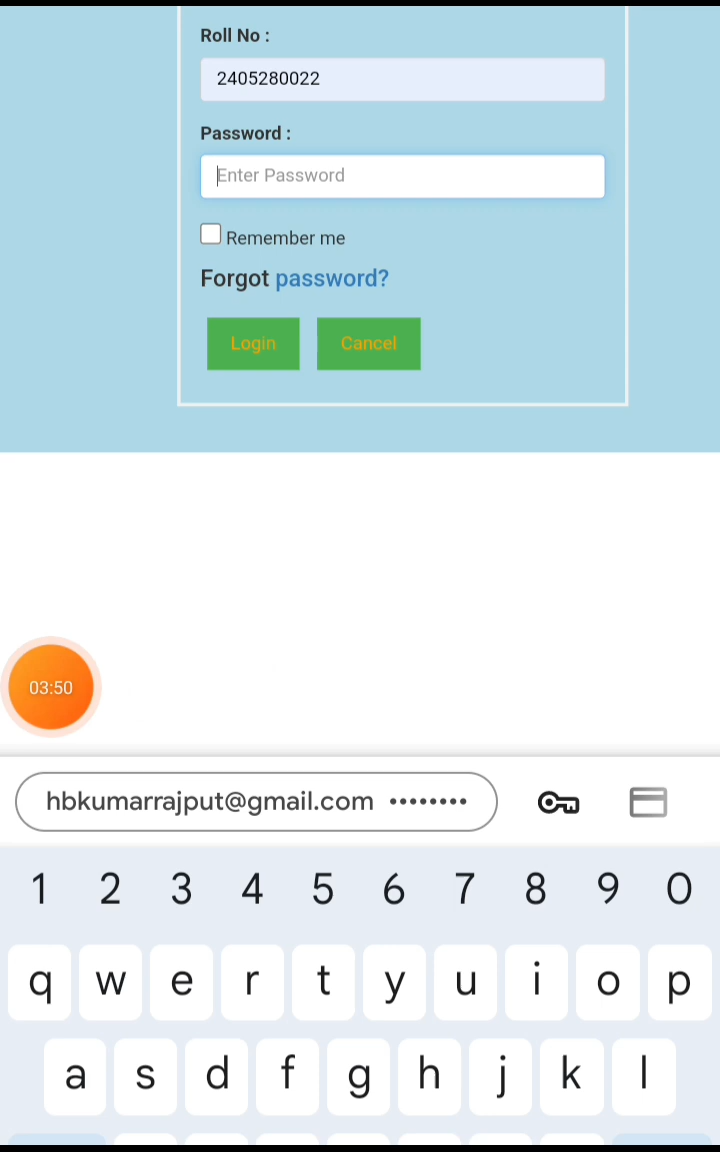 Roll No :
2405280022
Password :
Enter Password
Remember me
Forgot password?
Login Cancel
03:50
hbkumarrajput@gmail.com ••••••••
1 2 3 4 5 6 7 8 9 0
q w e r t y u i o p
a s d f g h j k l